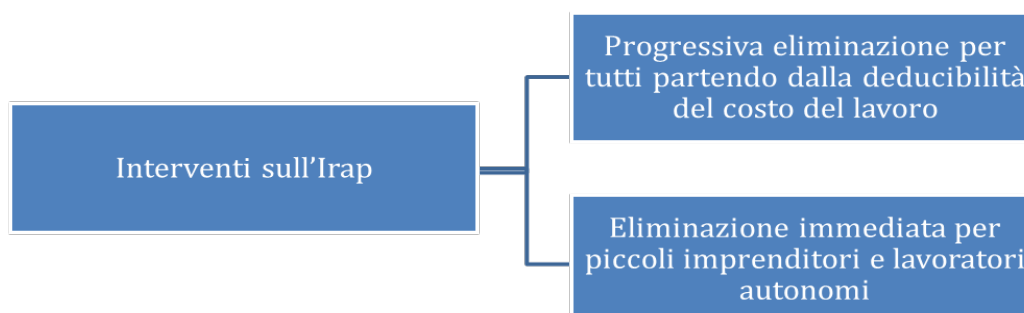 Interventi sull'Irap
Progressiva eliminazione per
tutti partendo dalla deducibilità
del costo del lavoro
Eliminazione immediata per
piccoli imprenditori e lavoratori
autonomi